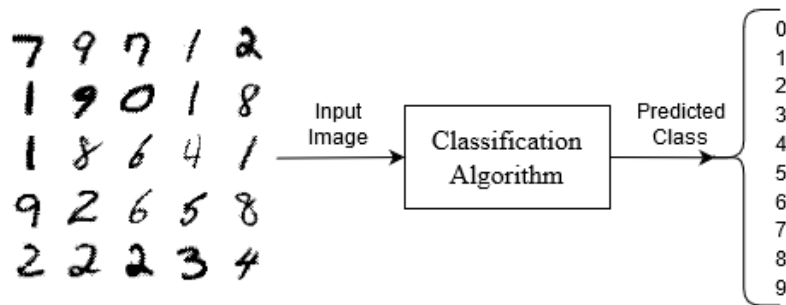 7 9 7 1 2
1 9 0 1 8
1 8 6 4 1
9 2 6 5 8
2 2 2 3 4
Input
Image
Classification
Algorithm
Predicted
Class
0
1
2
3
4
5
6
7
8
9